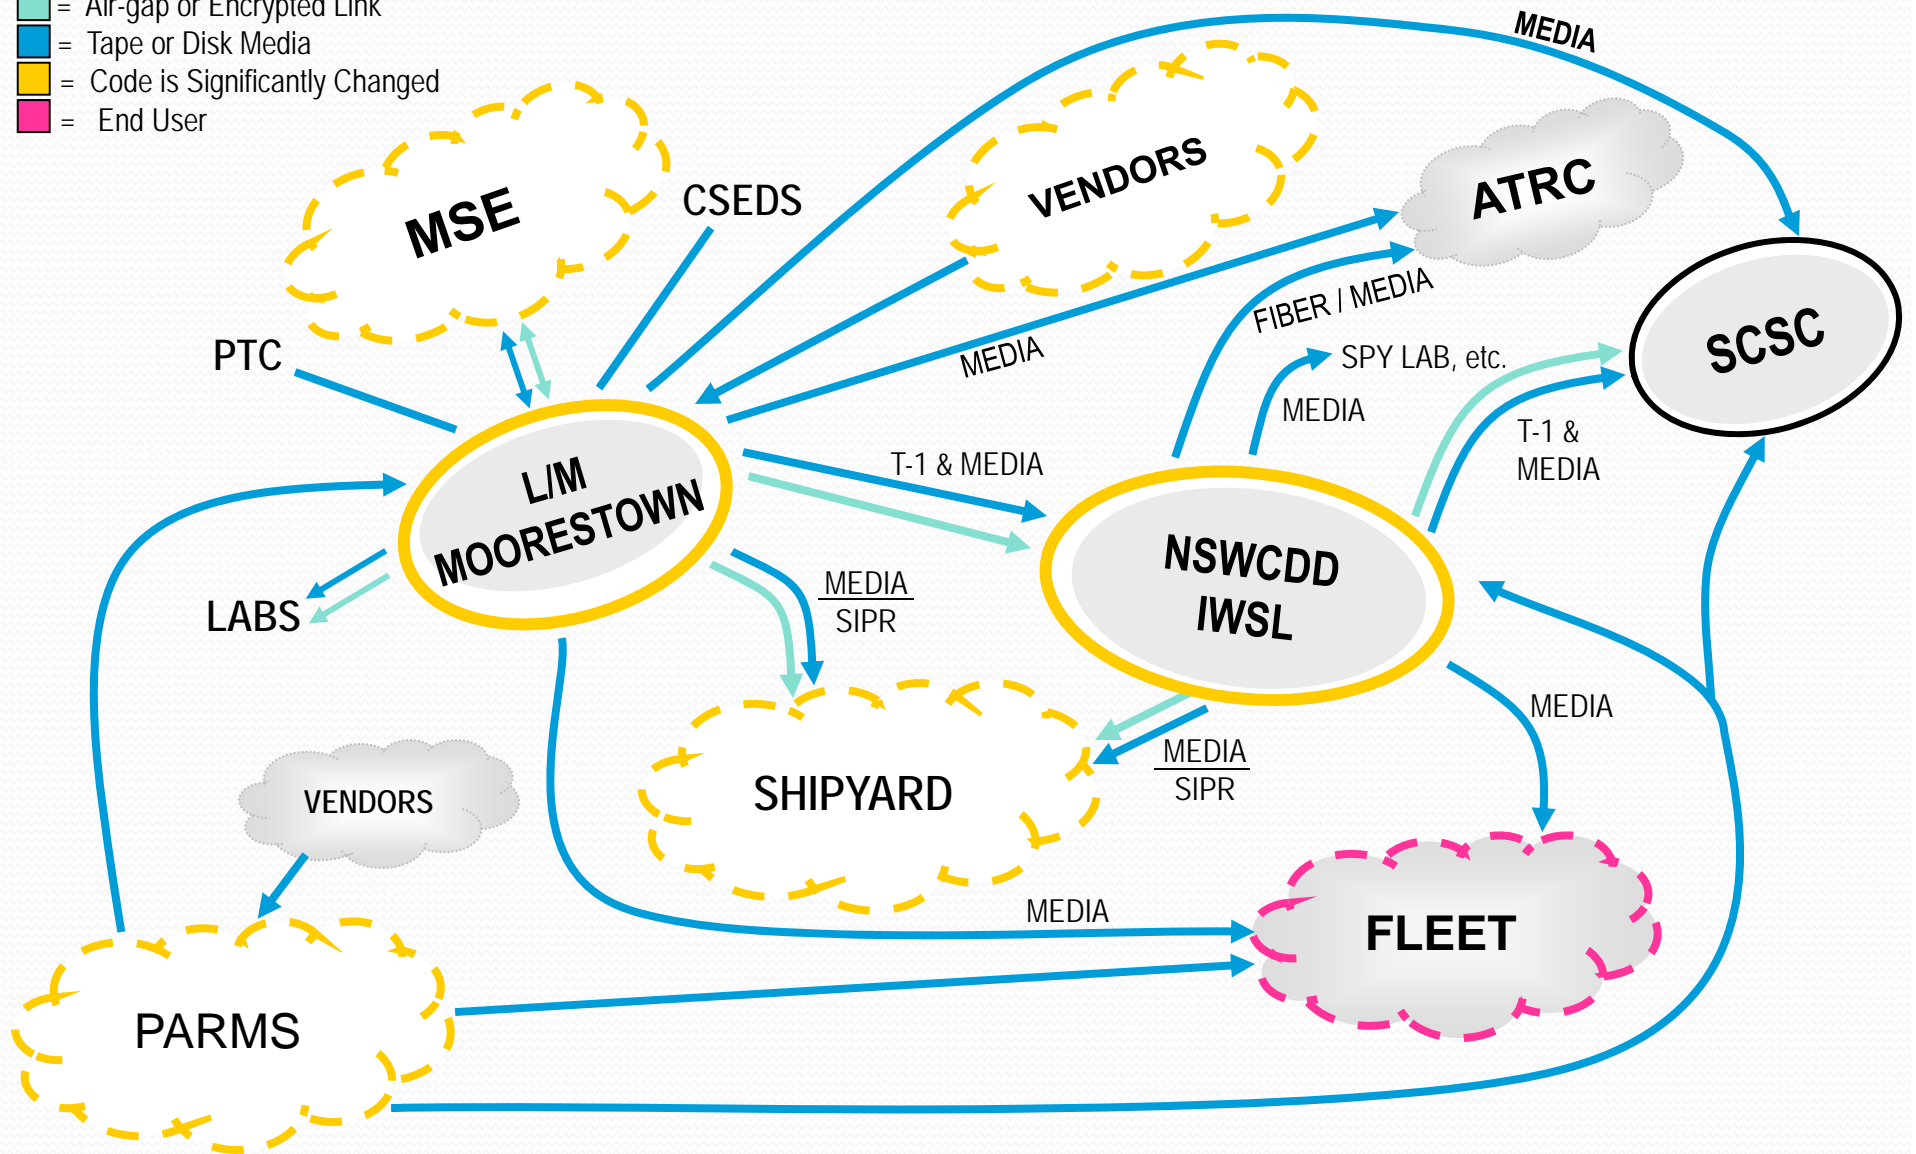 = Air-gap or Encrypted Link
= Tape or Disk Media
= Code is Significantly Changed
= End User
MEDIA
VENDORS
ATRC
MSE
CSEDS
FIBER / MEDIA
SCSC
PTC
MEDIA
SPY LAB, etc.
MEDIA
T-1 &
MEDIA
T-1 & MEDIA
L/M
MOORESTOWN
NSWCDD
IWSL
LABS
MEDIA
SIPR
MEDIA
MEDIA
SIPR
SHIPYARD
VENDORS
MEDIA
FLEET
PARMS